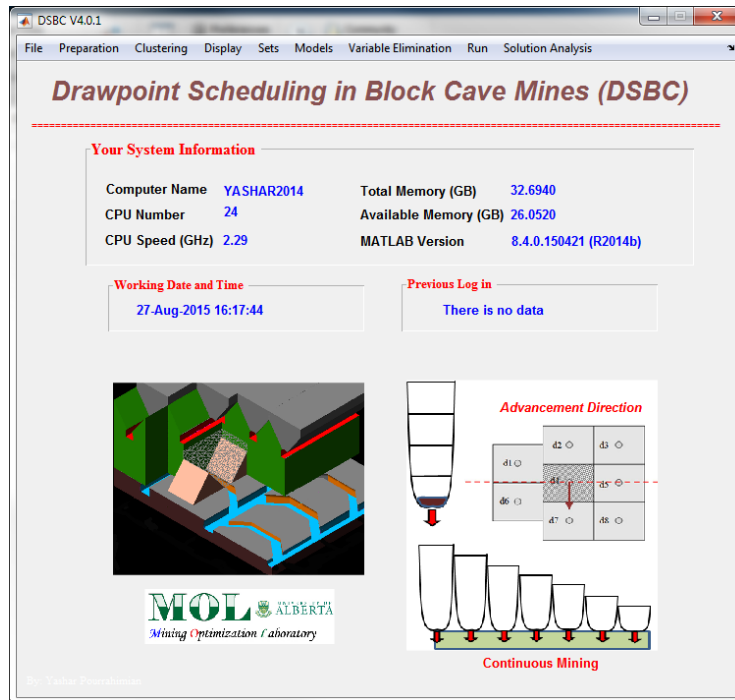 DSBC V4.0.1
File Preparation Clustering Display Sets Models Variable Elimination Run Solution Analysis
Drawpoint Scheduling in Block Cave Mines (DSBC)
Your System Information
Computer Name YASHAR2014 Total Memory (GB) 32.6940
CPU Number 24 Available Memory (GB) 26.0520
CPU Speed (GHz) 2.29 MATLAB Version 8.4.0.150421 (R2014b)
Working Date and Time Previous Log in
27-Aug-2015 16:17:44 There is no data
Advancement Direction
d2 d3
d1
d5
d6
d7 d8
MOL ALBERTA
Mining Optimization Laboratory
Continuous Mining
By: Yashar Pourrahimian